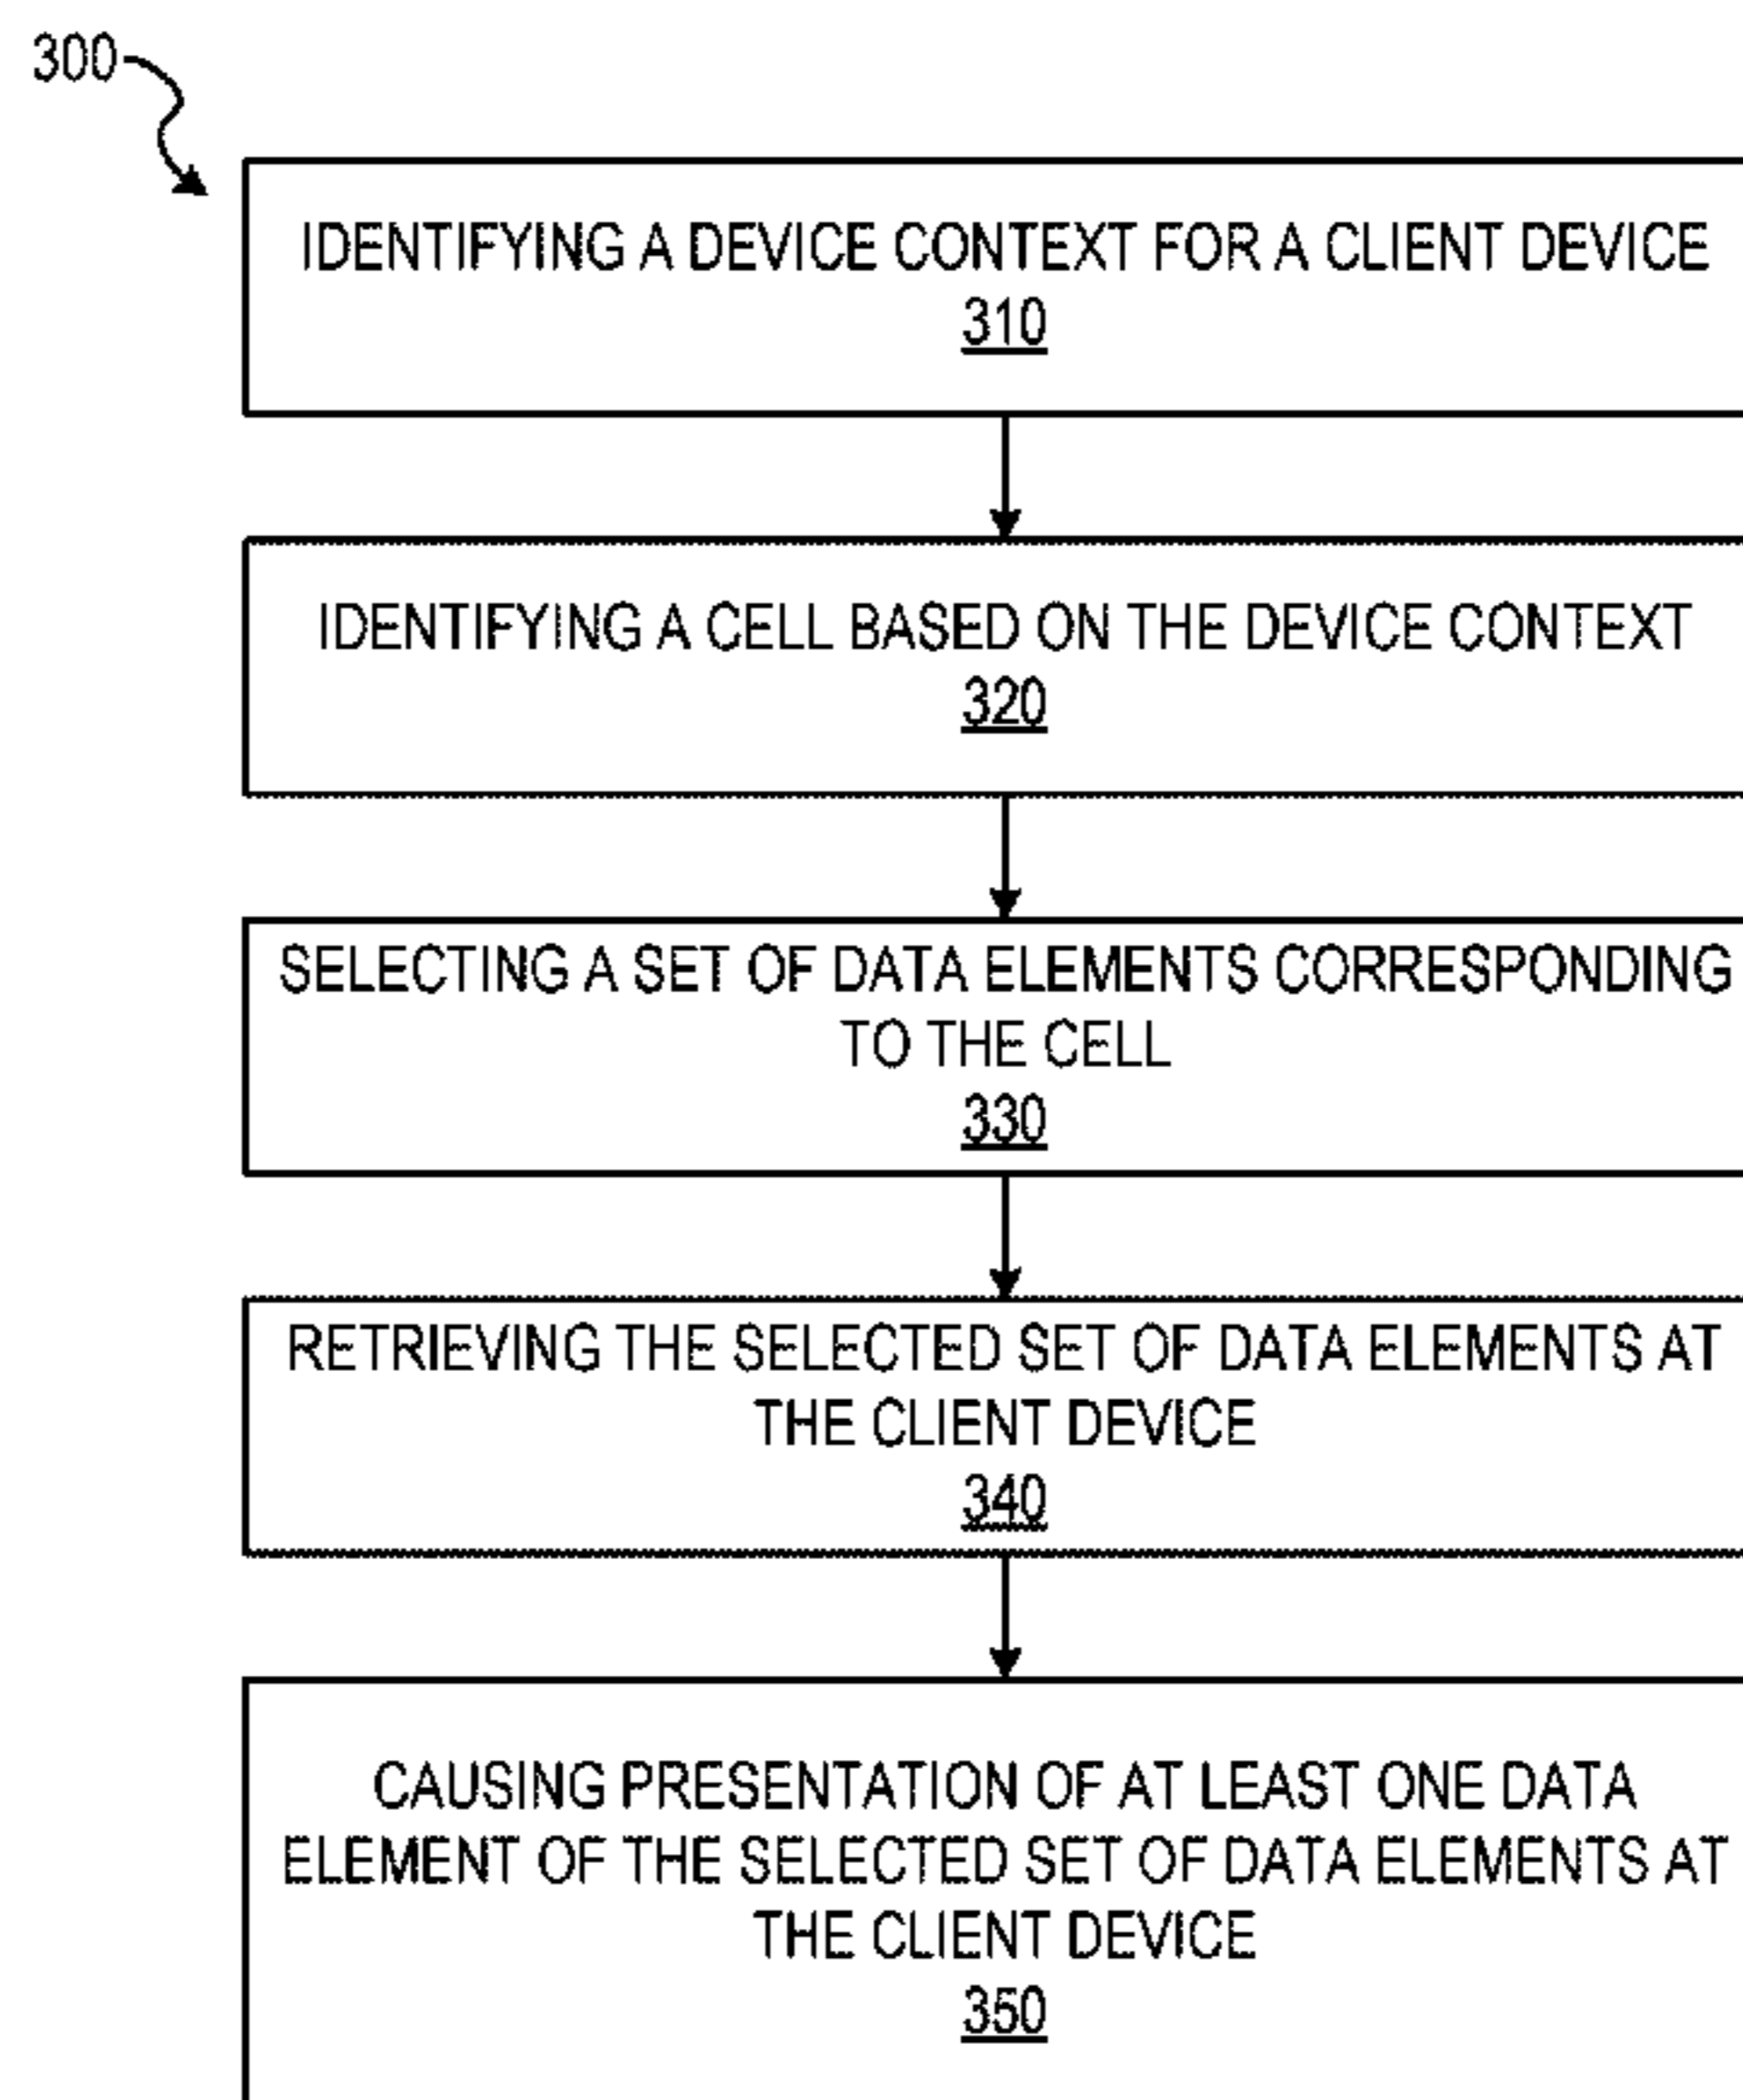 300
IDENTIFYING A DEVICE CONTEXT FOR A CLIENT DEVICE
310
IDENTIFYING A CELL BASED ON THE DEVICE CONTEXT
320
SELECTING A SET OF DATA ELEMENTS CORRESPONDING
TO THE CELL
330
RETRIEVING THE SELECTED SET OF DATA ELEMENTS AT
THE CLIENT DEVICE
340
CAUSING PRESENTATION OF AT LEAST ONE DATA
ELEMENT OF THE SELECTED SET OF DATA ELEMENTS AT
THE CLIENT DEVICE
350